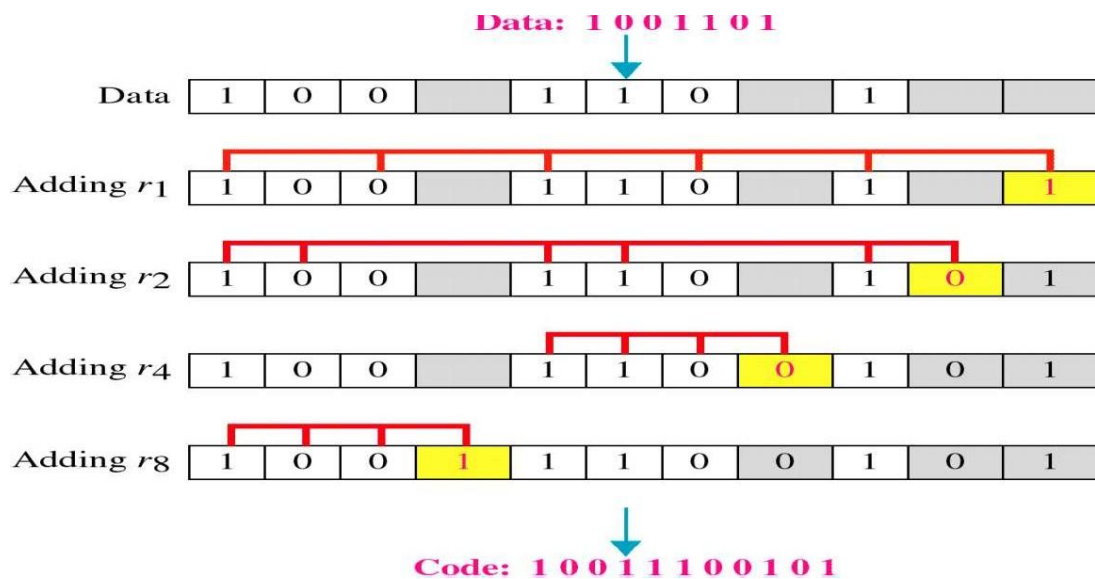 Data: 1 0 0 1 1 0 1
Data 1 0 0 1 1 0 1
Adding r1 1 0 0 1 1 0 1 1
Adding r2 1 0 0 1 1 0 1 0 1
Adding r4 1 0 0 1 1 0 0 1 0 1
Adding r8 1 0 0 1 1 1 0 0 1 0 1
Code: 1 0 0 1 1 1 0 0 1 0 1